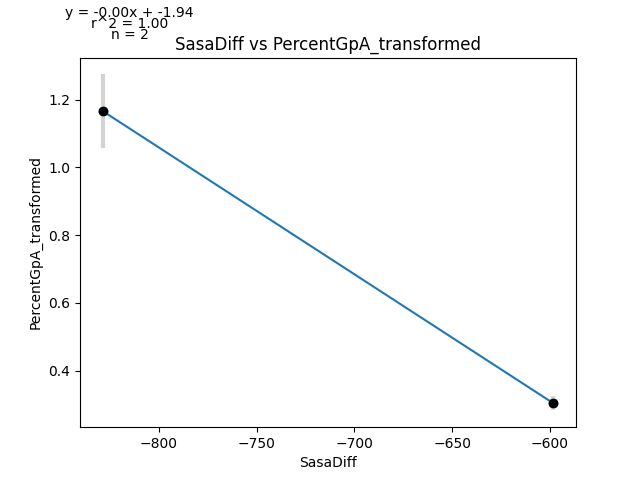 y = -0.00x + -1.94
r^2 = 1.00
n = 2
SasaDiff vs PercentGpA_transformed
PercentGpA_transformed
1.2
1.0
0.8
0.6
0.4
−800
−750
−700
−650
−600
SasaDiff